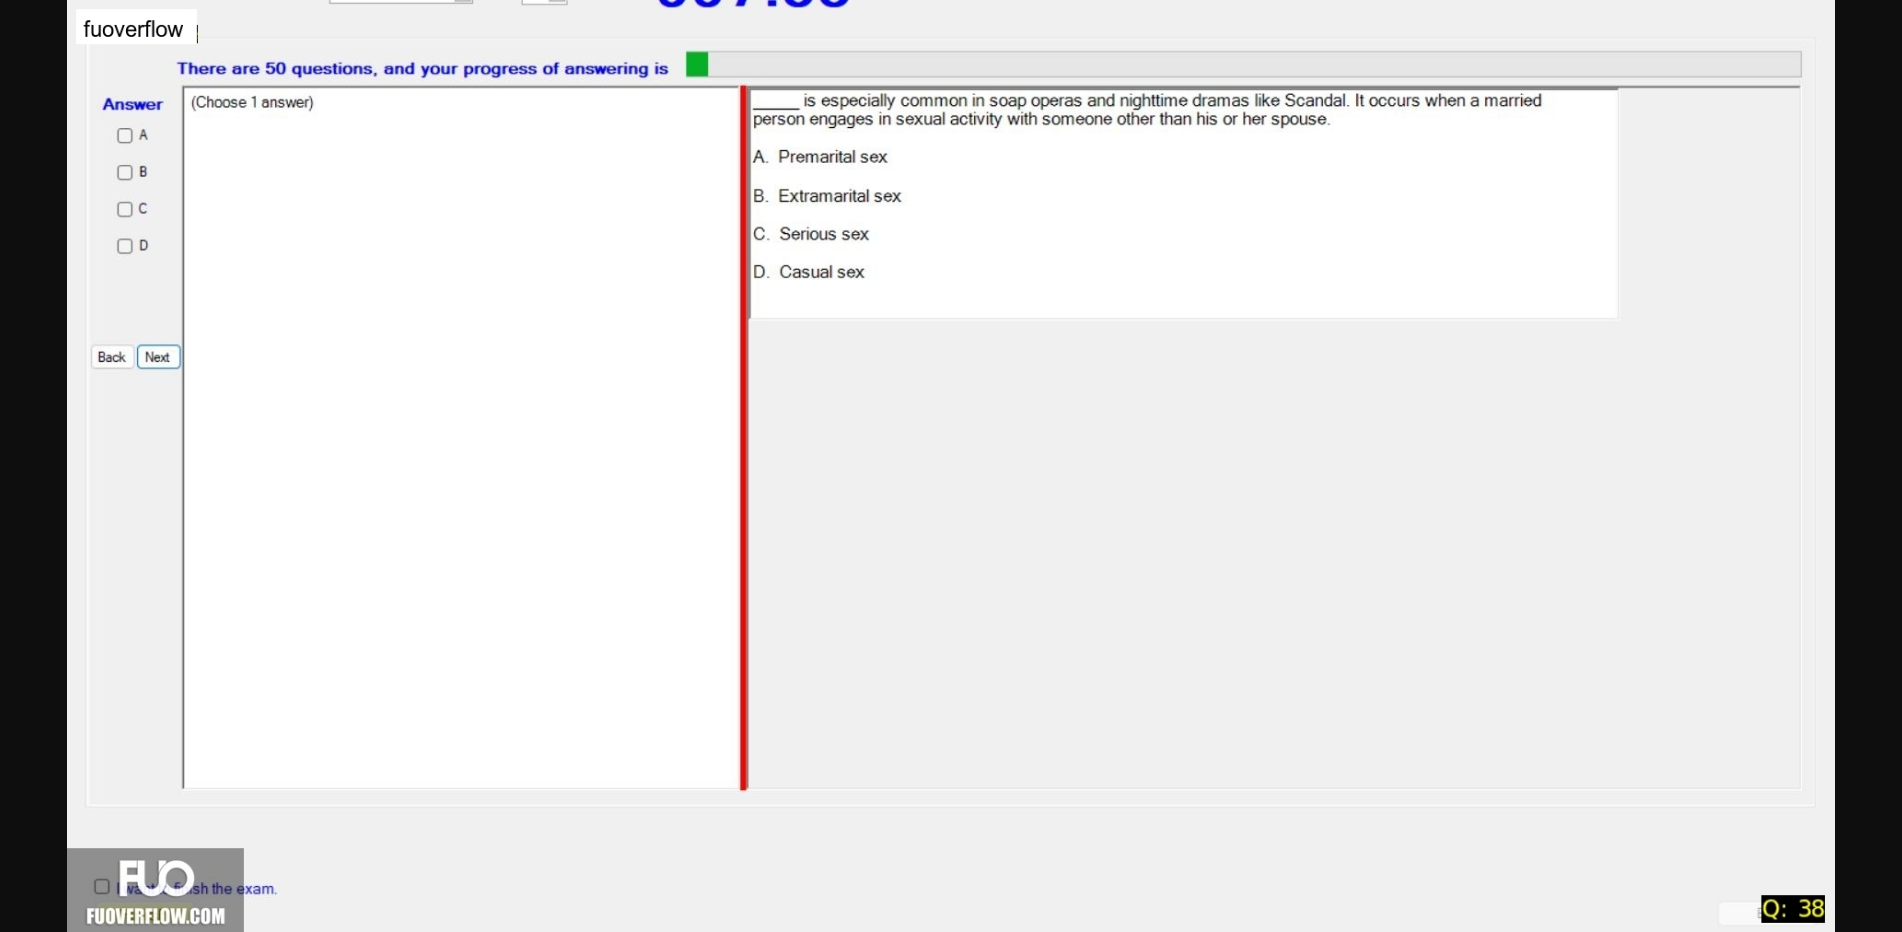 fuoverflow
There are 50 questions, and your progress of answering is
Answer
A
B
C
D
Back
Next
(Choose 1 answer)
_____ is especially common in soap operas and nighttime dramas like Scandal. It occurs when a married
person engages in sexual activity with someone other than his or her spouse.
A. Premarital sex
B. Extramarital sex
C. Serious sex
D. Casual sex
FUO
sh the exam.
FUOVERFLOW.COM
Q: 38